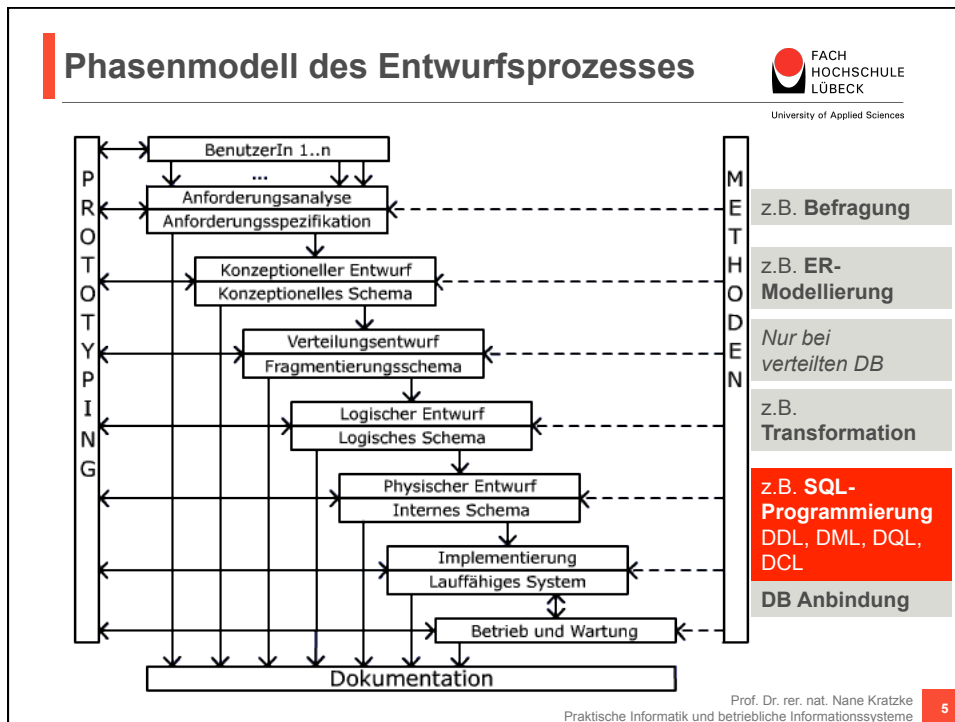 Phasenmodell des Entwurfsprozesses
FACH
HOCHSCHULE
LÜBECK
University of Applied Sciences
PROTOTYPING
BenutzerIn 1..n
...
Anforderungsanalyse
Anforderungsspezifikation
Konzeptioneller Entwurf
Konzeptionelles Schema
Verteilungsentwurf
Fragmentierungsschema
Logischer Entwurf
Logisches Schema
Physischer Entwurf
Internes Schema
Implementierung
Lauffähiges System
Betrieb und Wartung
Dokumentation
METHODEN
z.B. Befragung
z.B. ER-
Modellierung
Nur bei
verteilten DB
z.B.
Transformation
z.B. SQL-
Programmierung
DDL, DML, DQL,
DCL
DB Anbindung
Prof. Dr. rer. nat. Nane Kratzke
Praktische Informatik und betriebliche Informationssysteme
5